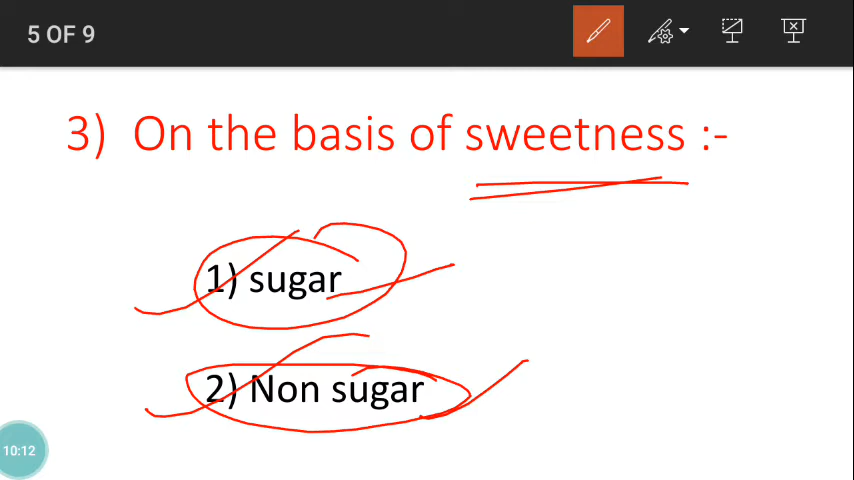 5 OF 9
3) On the basis of sweetness :-
1) sugar
2) Non sugar
10:12